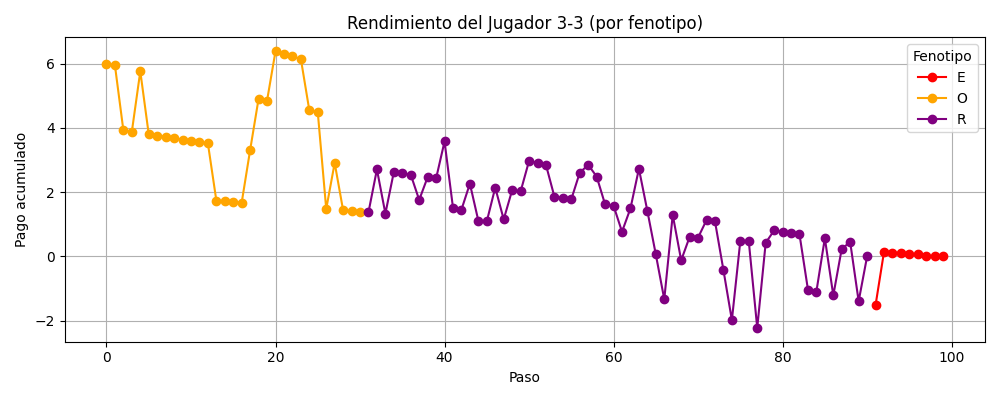 Rendimiento del Jugador 3-3 (por fenotipo)
Pago acumulado
6
4
2
0
−2
0
20
40
60
80
100
Paso
Fenotipo
E
O
R